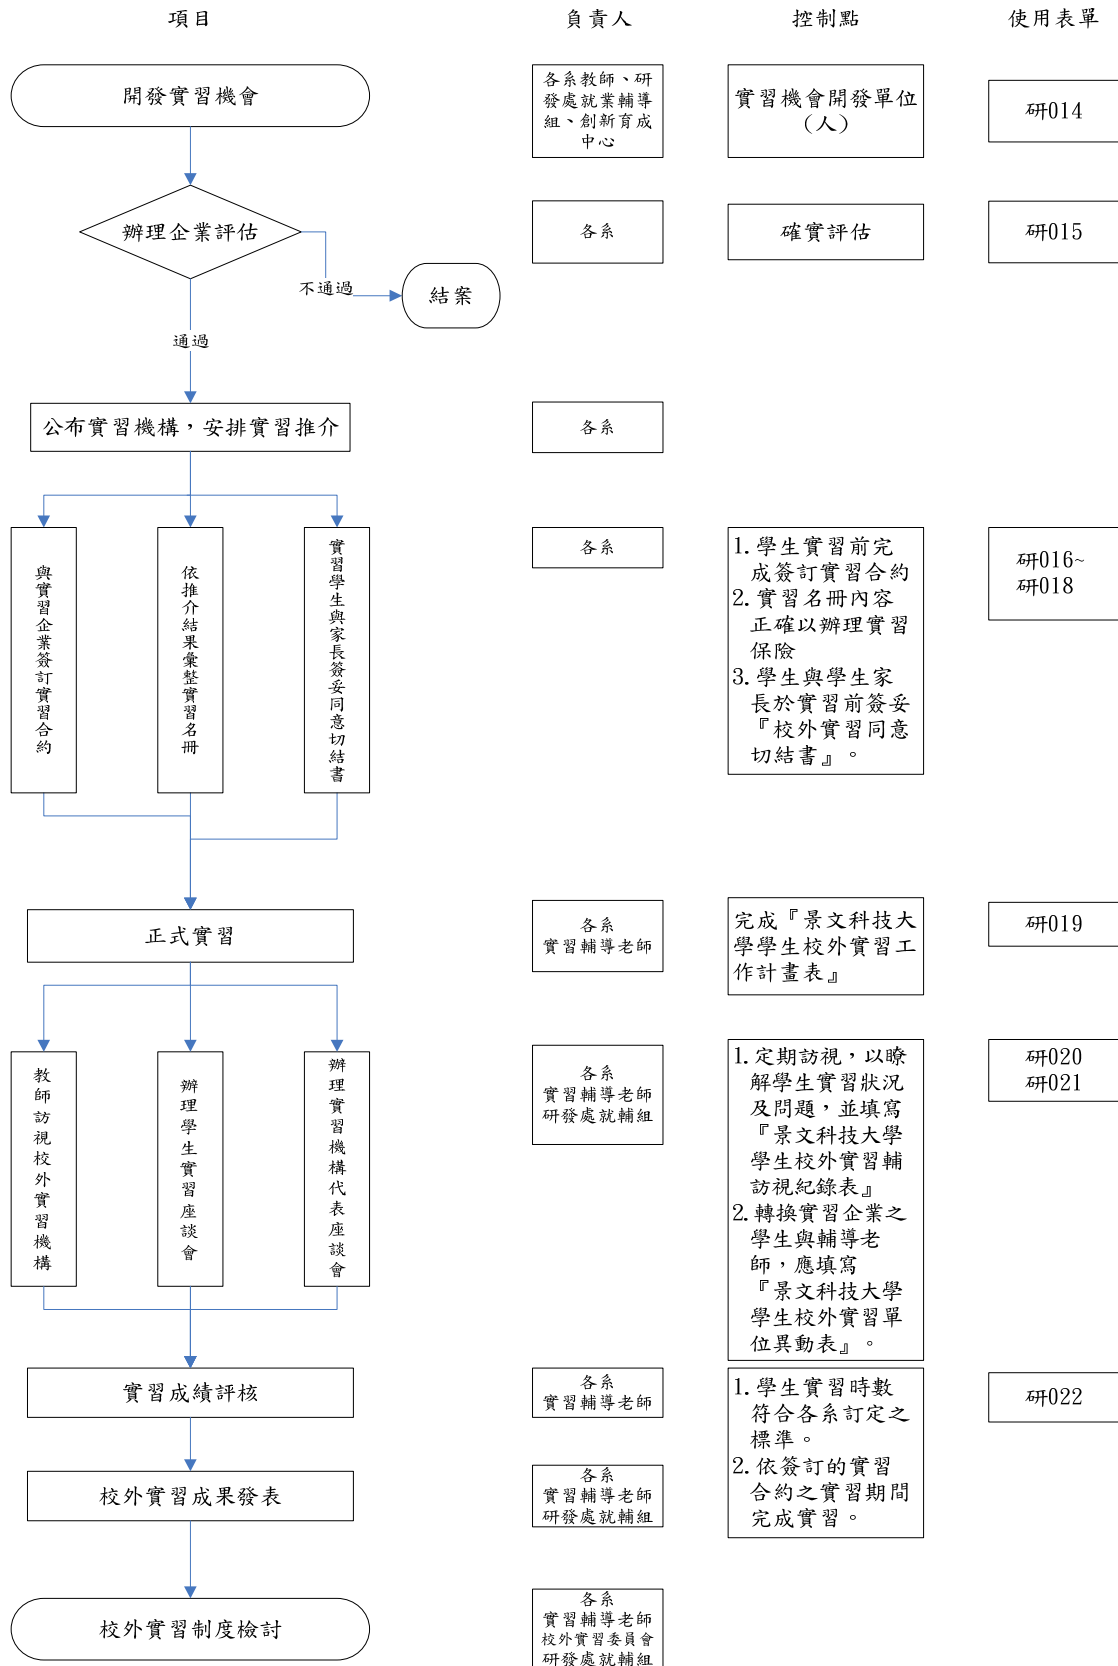 項目
負責人
控制點
使用表單
開發實習機會
各系教師、研
發處就業輔導
組、創新育成
中心
實習機會開發單位
(人)
研014
辦理企業評估
各系
確實評估
研015
不通過
結案
通過
公布實習機構，安排實習推介
各系
與實習企業簽訂實習合約
依推介結果彙整實習名冊
實習學生與家長簽妥同意切結書
各系
1.學生實習前完
成簽訂實習合約
2.實習名冊內容
正確以辦理實習
保險
3.學生與學生家
長於實習前簽妥
『校外實習同意
切結書』。
研016~
研018
正式實習
各系
實習輔導老師
完成『景文科技大
學學生校外實習工
作計畫表』
研019
教師訪視校外實習機構
辦理學生實習座談會
辦理實習機構代表座談會
各系
實習輔導老師
研發處就輔組
1.定期訪視，以瞭
解學生實習狀況
及問題，並填寫
『景文科技大學
學生校外實習輔
訪視紀錄表』
2.轉換實習企業之
學生與輔導老
師，應填寫
『景文科技大學
學生校外實習單
位異動表』。
研020
研021
實習成績評核
各系
實習輔導老師
1.學生實習時數
符合各系訂定之
標準。
2.依簽訂的實習
合約之實習期間
完成實習。
研022
校外實習成果發表
各系
實習輔導老師
研發處就輔組
校外實習制度檢討
各系
實習輔導老師
校外實習委員會
研發處就輔組